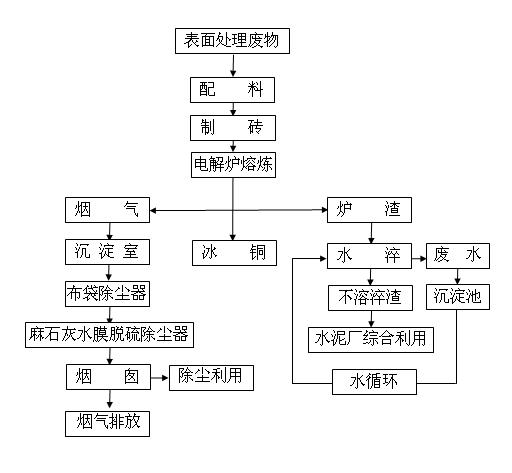 表面处理废物
配 料
制 砖
电解炉熔炼
烟 气
炉 渣
沉 淀 室
冰 铜
水 淬
废 水
布袋除尘器
不溶淬渣
沉淀池
麻石灰水膜脱硫除尘器
水泥厂综合利用
烟 囱
除尘利用
水循环
烟气排放